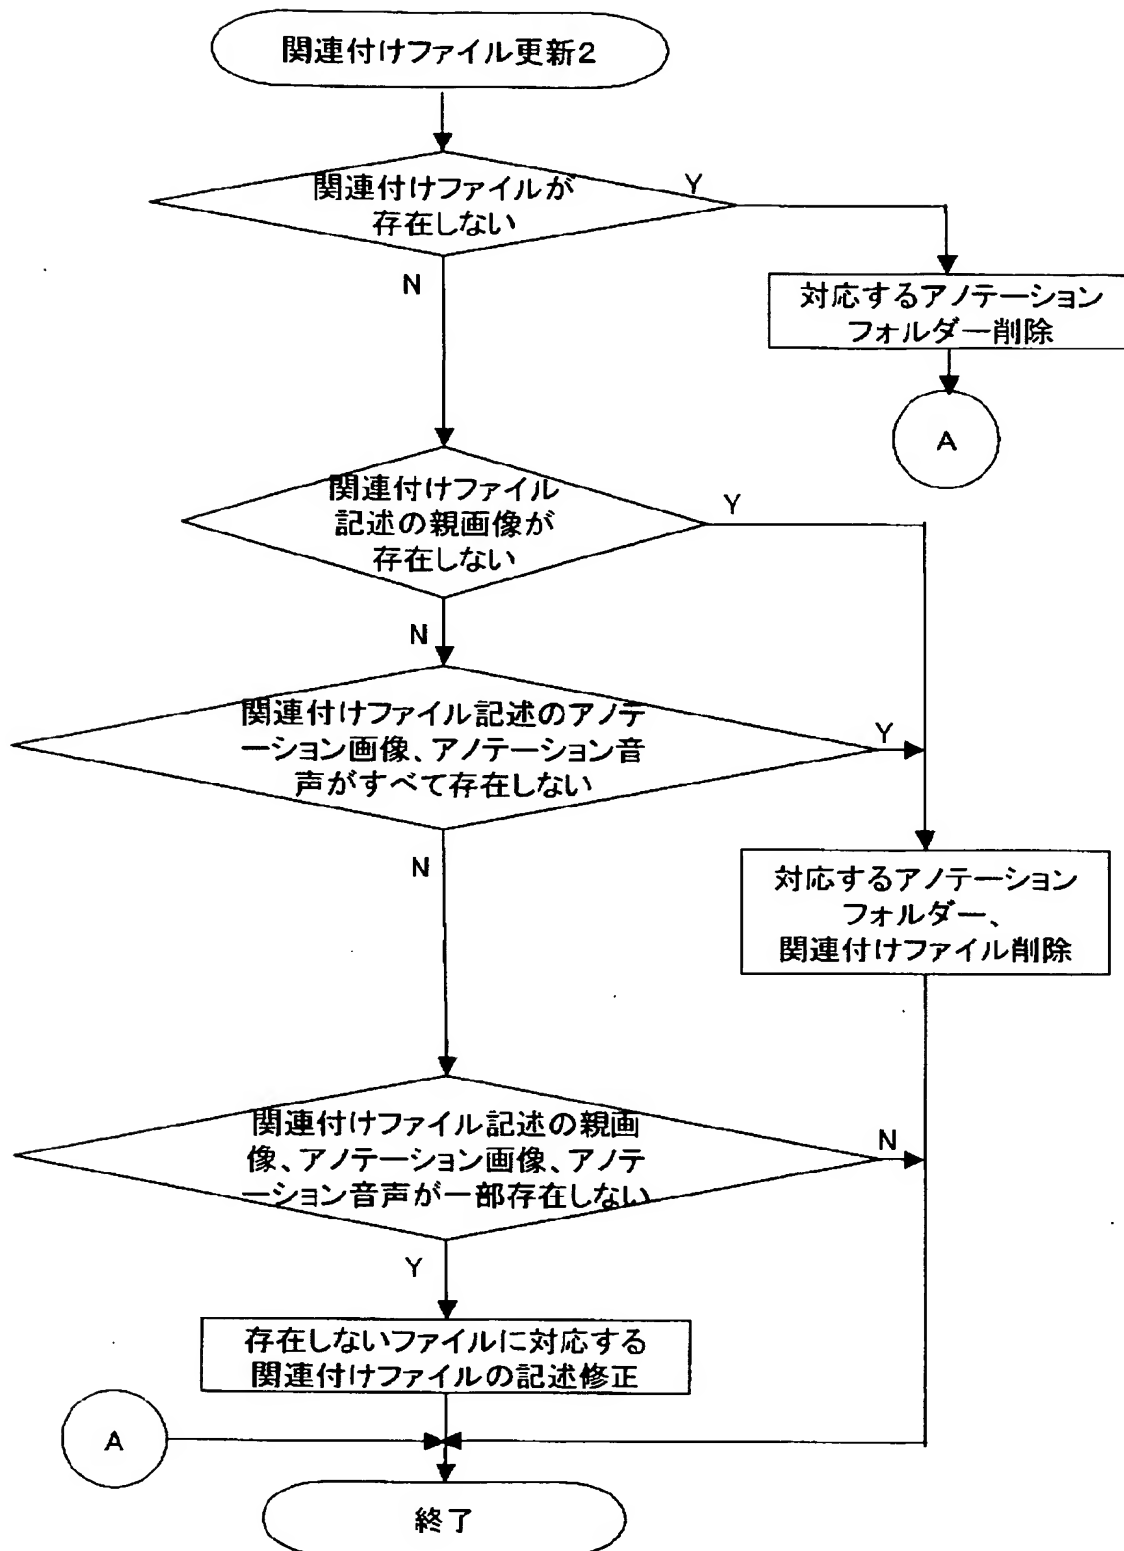 関連付けファイル更新2
関連付けファイルが
存在しない
Y
N
対応するアノテーション
フォルダー削除
A
関連付けファイル
記述の親画像が
存在しない
Y
N
関連付けファイル記述のアノテ
ーション画像、アノテーション音
声がすべて存在しない
Y
N
対応するアノテーション
フォルダー、
関連付けファイル削除
関連付けファイル記述の親画
像、アノテーション画像、アノテ
ーション音声が一部存在しない
N
Y
存在しないファイルに対応する
関連付けファイルの記述修正
A
終了